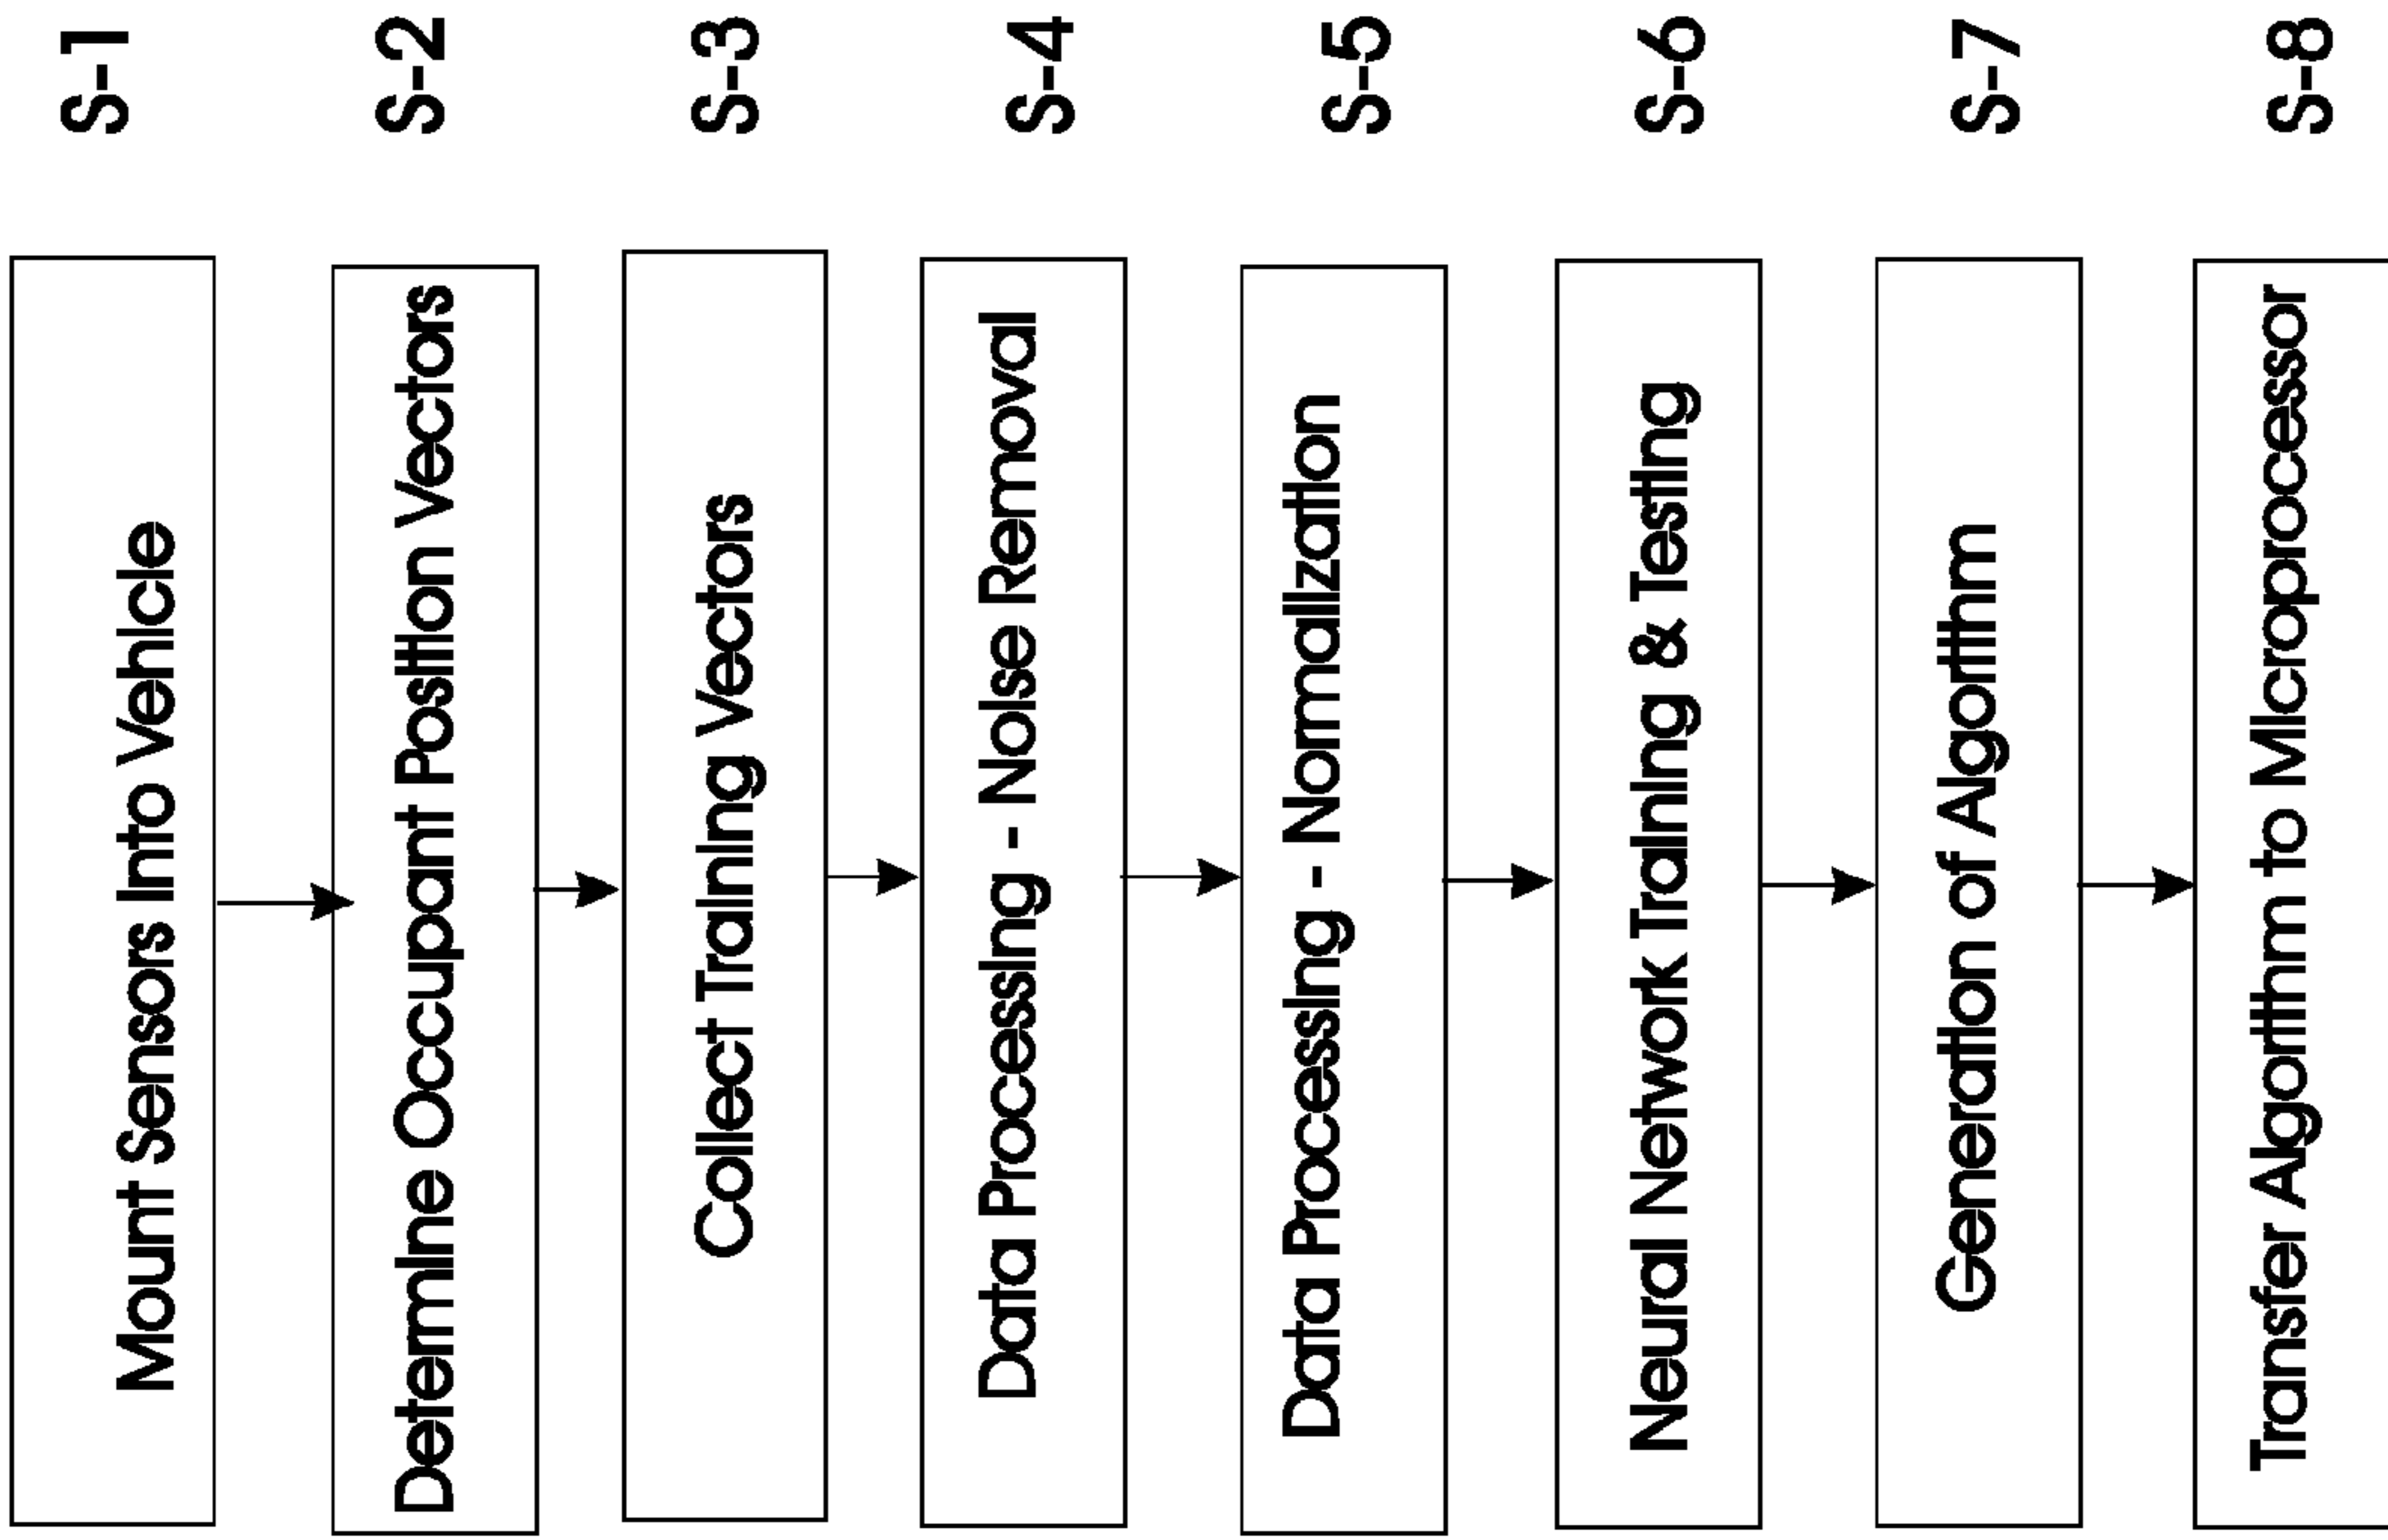 Mount Sensors Into Vehicle S-1
Determine Occupant Position Vectors S-2
Collect Training Vectors S-3
Data Processing - Noise Removal S-4
Data Processing - Normalization S-5
Neural Network Training & Testing S-6
Generation of Algorithm S-7
Transfer Algorithm to Microprocessor S-8